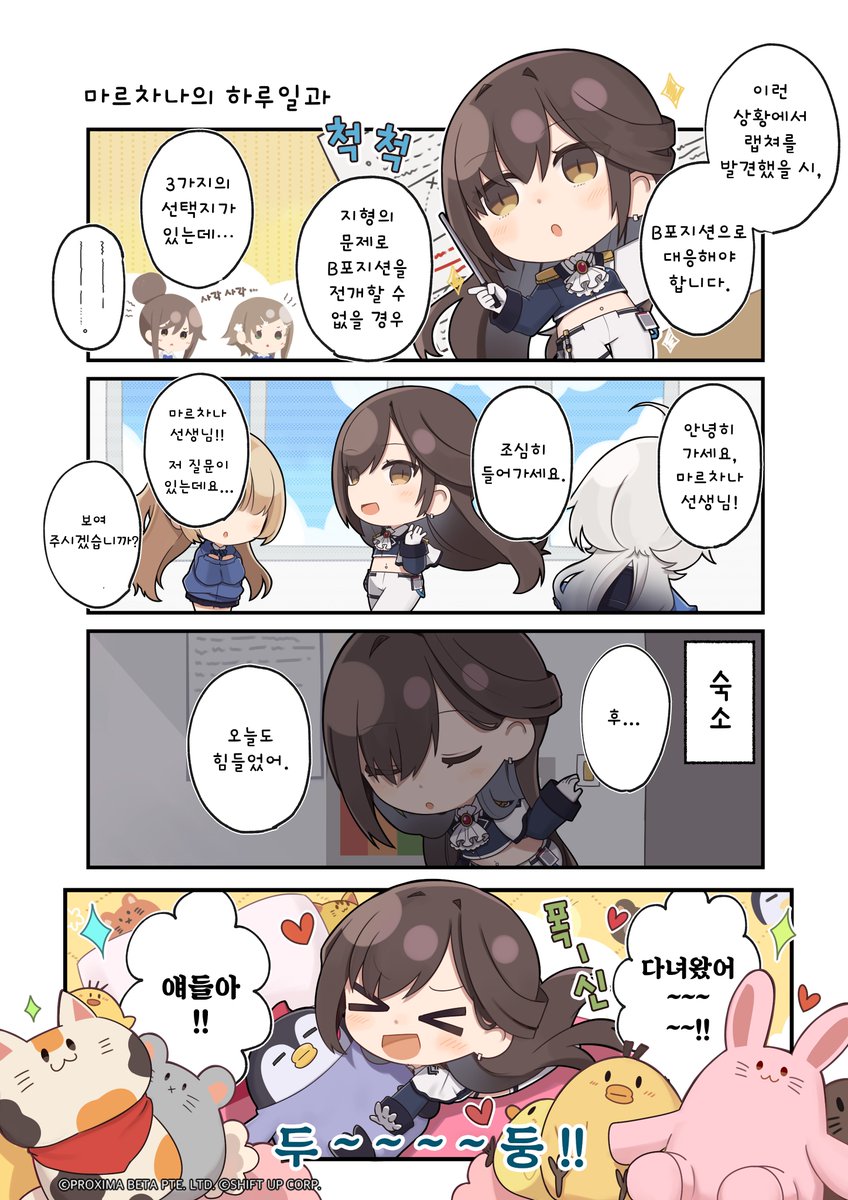 마르차나의 하루일과
이런
상황에서
랩쳐를
발견했을 시,
B포지션으로
대응해야
합니다.
척 척
지형의
문제로
B포지션을
전개할 수
없을 경우
3가지의
선택지가
있는데…
사각 사각…
안녕히
가세요,
마르차나
선생님!
조심히
들어가세요.
마르차나
선생님!!
저 질문이
있는데요…
보여
주시겠습니까?
숙소
후…
오늘도
힘들었어.
다녀왔어
~~~
~~!!
폭신
얘들아
!!
두~~~~둥!!
©PROXIMA BETA PTE. LTD. ©SHIFT UP CORP.